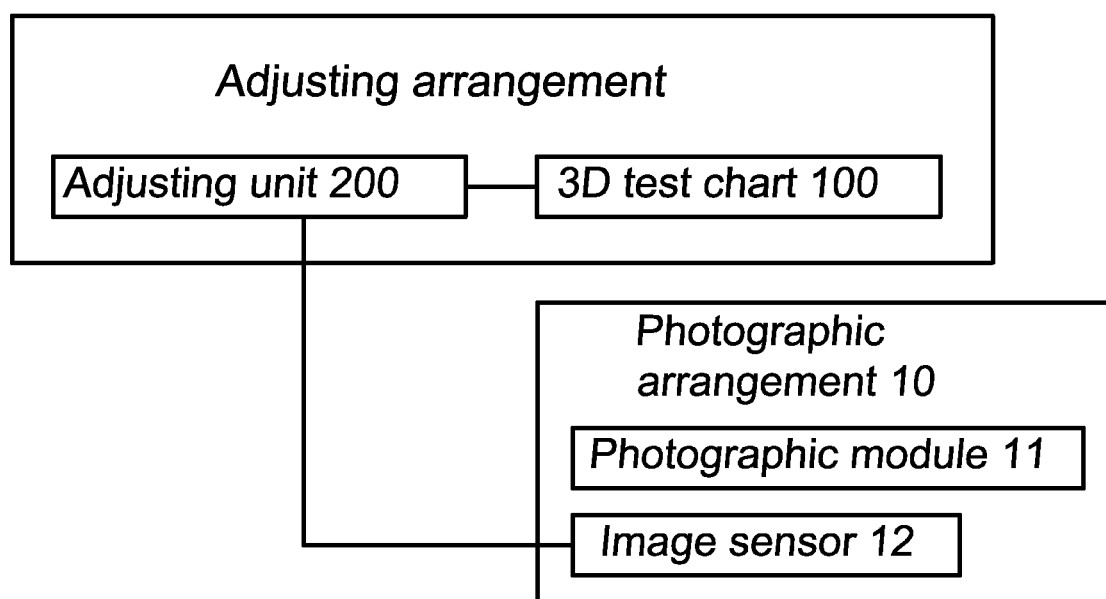 Adjusting arrangement
Adjusting unit 200
3D test chart 100
Photographic
arrangement 10
Photographic module 11
Image sensor 12